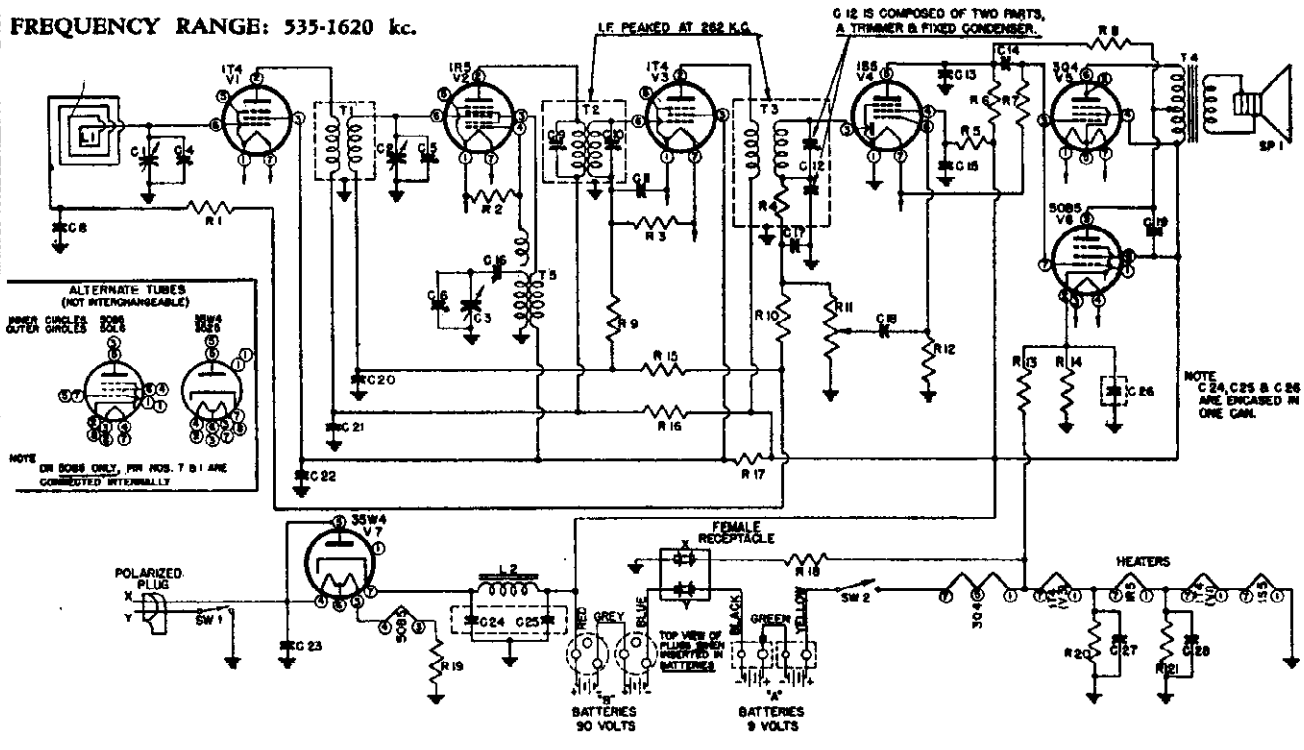 FREQUENCY RANGE: 535-1620 kc.
I.F. PEAKED AT 262 K.C.
C 12 IS COMPOSED OF TWO PARTS,
A TRIMMER & FIXED CONDENSER.
1T4
V1
1R5
V2
1T4
V3
1S5
V4
3Q4
V5
T4
SP 1
L1
C1
C4
T1
C2
C5
R2
T2
C11
R3
T3
C12
R4
C17
C13
C14
R5
C15
R6
R7
R8
50B5
V6
C19
C8
R1
C6
C3
C16
T5
R9
R10
R11
C18
R12
R13
R14
C26
R15
C20
R16
C21
R17
C22
NOTE
C24, C25 & C26
ARE ENCASED IN
ONE CAN.
ALTERNATE TUBES
(NOT INTERCHANGEABLE)
INNER CIRCLES 50B5 35W4
OUTER CIRCLES 50L6 35Z5
NOTE
ON 50B5 ONLY, PIN NOS. 7 & 1 ARE
CONNECTED INTERNALLY
35W4
V7
POLARIZED
PLUG
X
Y
SW 1
C23
50B5
R19
L2
C24
C25
RED
GREY
BLUE
FEMALE
RECEPTACLE
X
Y
R18
TOP VIEW OF
PLUGS WHEN
INSERTED IN
BATTERIES
BLACK
GREEN
YELLOW
"B"
BATTERIES
90 VOLTS
"A"
BATTERIES
9 VOLTS
SW 2
HEATERS
3Q4
1T4
(V3)
1R5
1T4
(V1)
1S5
R20
C27
R21
C28